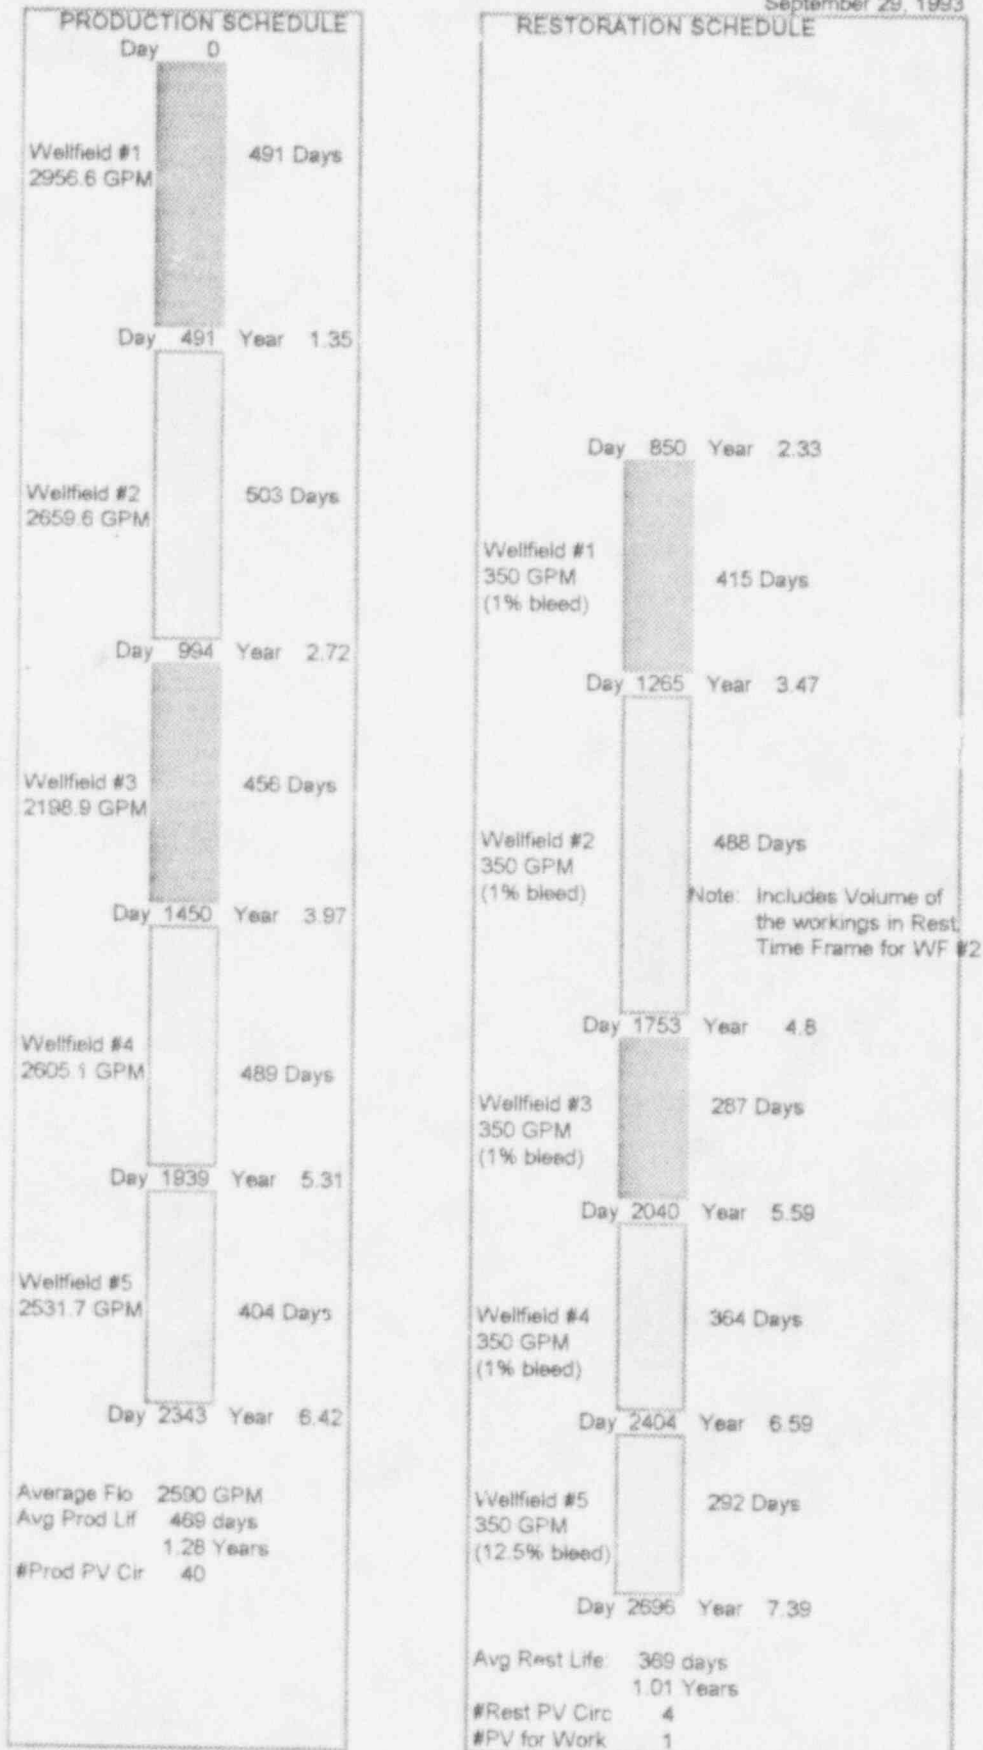 September 29, 1993
PRODUCTION SCHEDULE
Day 0
Wellfield #1
2956.6 GPM
491 Days
Day 491 Year 1.35
Wellfield #2
2659.6 GPM
503 Days
Day 994 Year 2.72
Wellfield #3
2198.9 GPM
456 Days
Day 1450 Year 3.97
Wellfield #4
2605.1 GPM
489 Days
Day 1939 Year 5.31
Wellfield #5
2531.7 GPM
404 Days
Day 2343 Year 6.42
Average Flo 2590 GPM
Avg Prod Lif 469 days
1.28 Years
#Prod PV Cir 40
RESTORATION SCHEDULE
Day 850 Year 2.33
Wellfield #1
350 GPM
(1% bleed)
415 Days
Day 1265 Year 3.47
Wellfield #2
350 GPM
(1% bleed)
488 Days
Note: Includes Volume of
the workings in Rest.
Time Frame for WF #2
Day 1753 Year 4.8
Wellfield #3
350 GPM
(1% bleed)
287 Days
Day 2040 Year 5.59
Wellfield #4
350 GPM
(1% bleed)
364 Days
Day 2404 Year 6.59
Wellfield #5
350 GPM
(12.5% bleed)
292 Days
Day 2696 Year 7.39
Avg Rest Life: 369 days
1.01 Years
#Rest PV Circ 4
#PV for Work 1